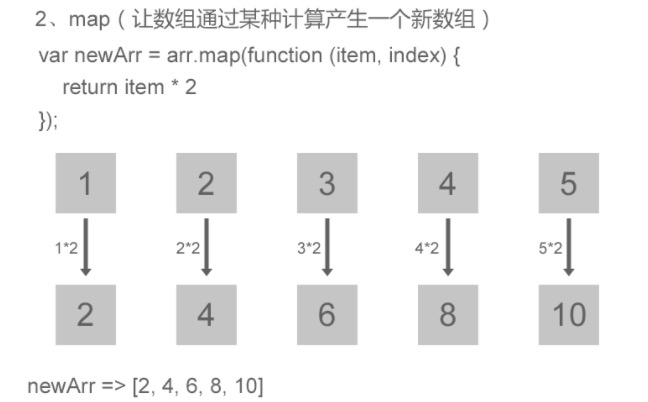 2、map（让数组通过某种计算产生一个新数组）
var newArr = arr.map(function (item, index) {
return item * 2
});
1 2 3 4 5
1*2 2*2 3*2 4*2 5*2
2 4 6 8 10
newArr => [2, 4, 6, 8, 10]